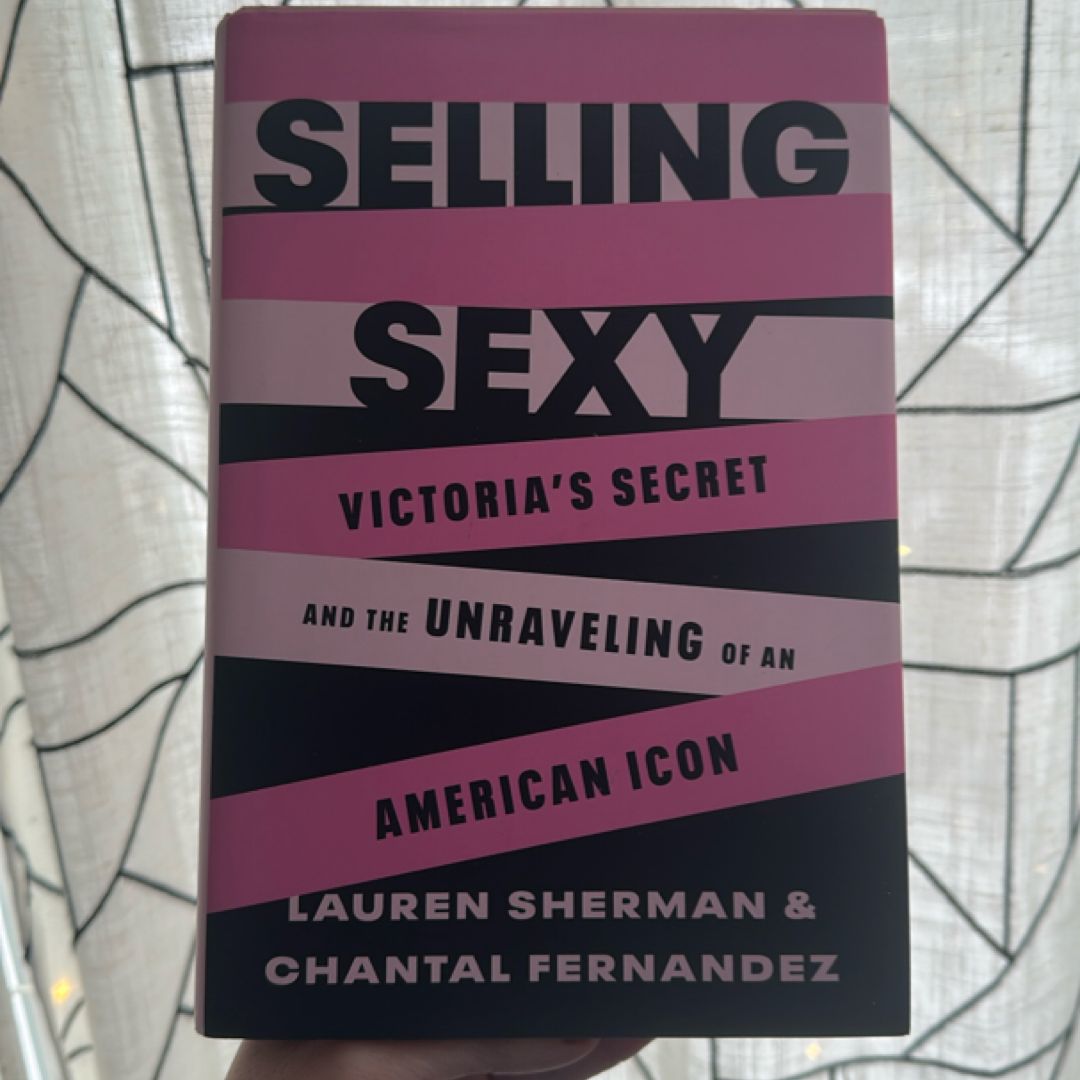 SELLING
SEXY
VICTORIA'S SECRET
AND THE UNRAVELING OF AN
AMERICAN ICON
LAUREN SHERMAN &
CHANTAL FERNANDEZ